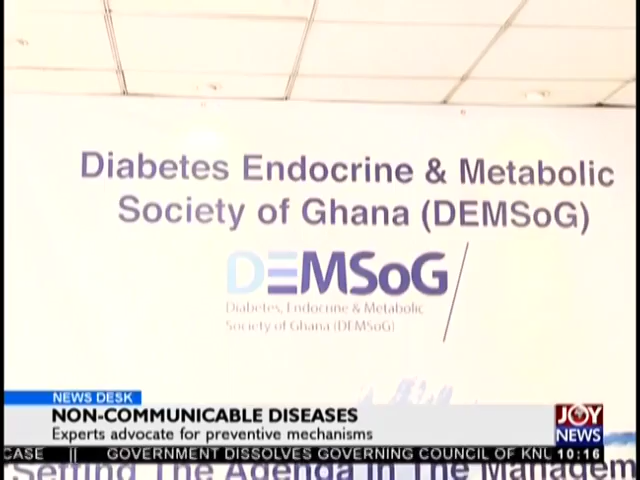 Diabetes Endocrine & Metabolic
Society of Ghana (DEMSoG)
DEMSoG
Diabetes, Endocrine & Metabolic
Society of Ghana (DEMSoG)
NEWS DESK
NON-COMMUNICABLE DISEASES
Experts advocate for preventive mechanisms
JOY
NEWS
CASE || GOVERNMENT DISSOLVES GOVERNING COUNCIL OF KNU
10:16
Setting The Agenda In The Managem